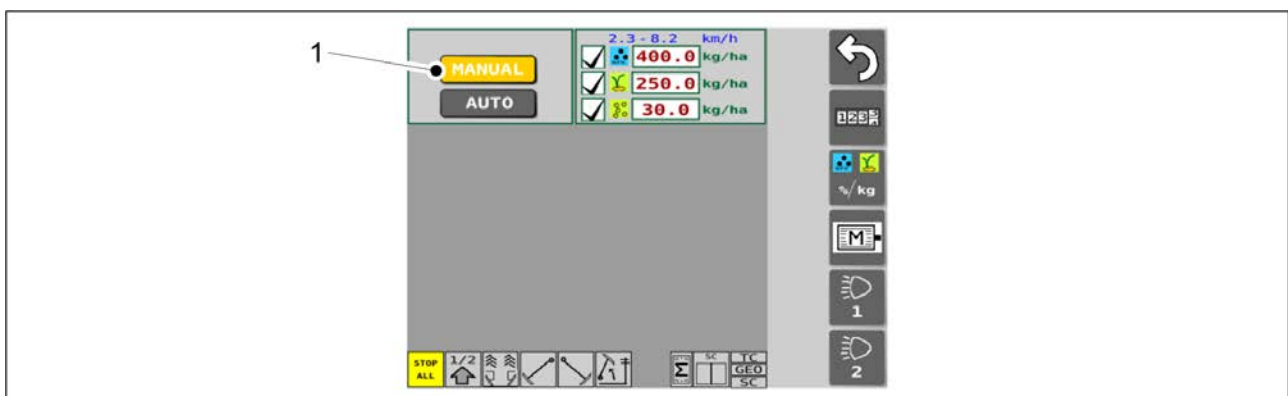 1
MANUAL
AUTO
2.3 - 8.2 km/h
400.0 kg/ha
250.0 kg/ha
30.0 kg/ha
%/kg
M
1
2
STOP
ALL
1/2
Σ
SC
TC
GEO
SC